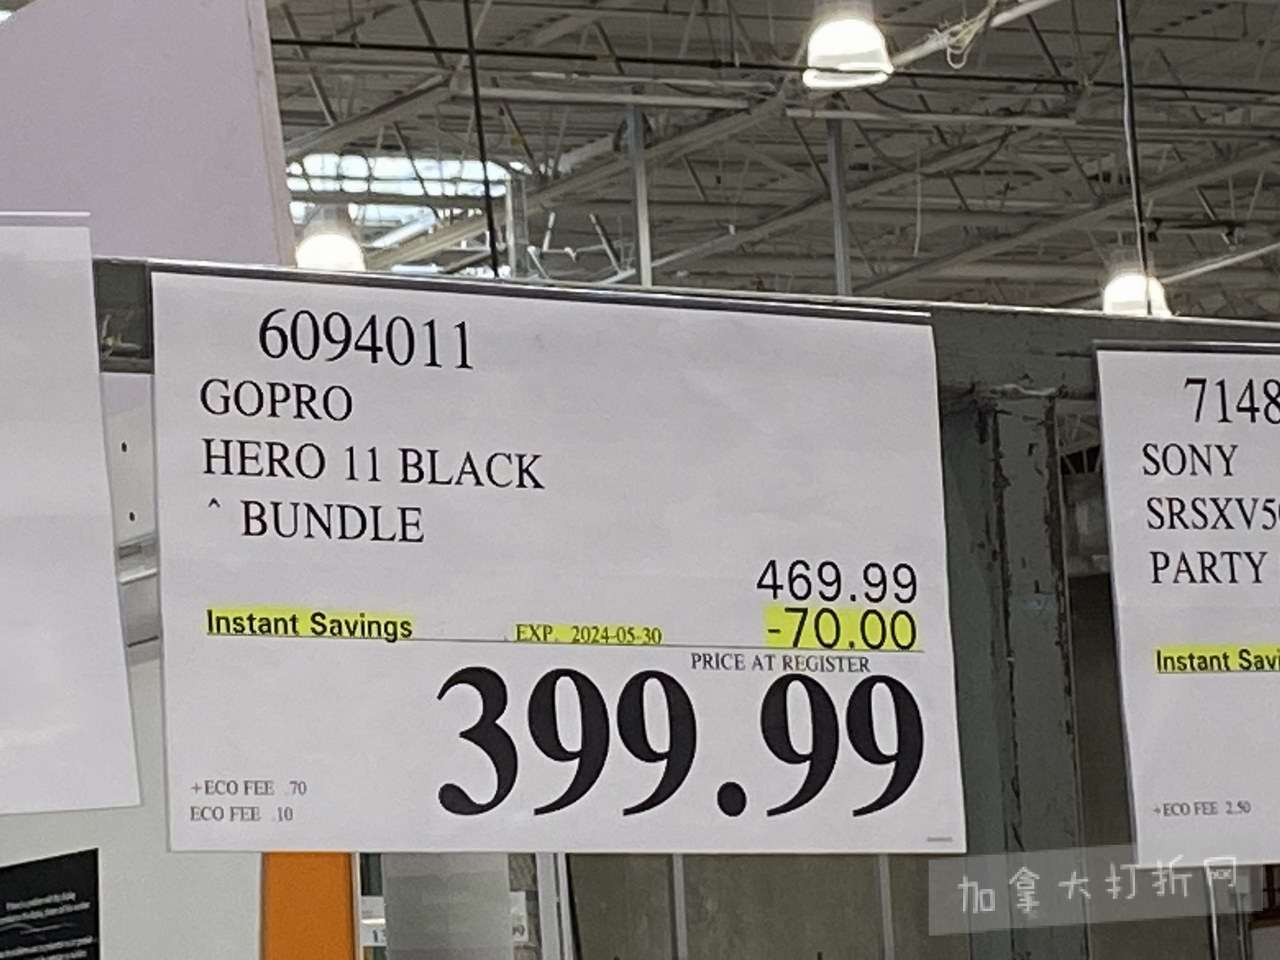 6094011
GOPRO
HERO 11 BLACK
^ BUNDLE
469.99
Instant Savings EXP. 2024-05-30 -70.00
PRICE AT REGISTER
399.99
+ECO FEE .70
ECO FEE .10
7148
SONY
SRSXV50
PARTY
Instant Savi
+ECO FEE 2.50
加拿大打折网